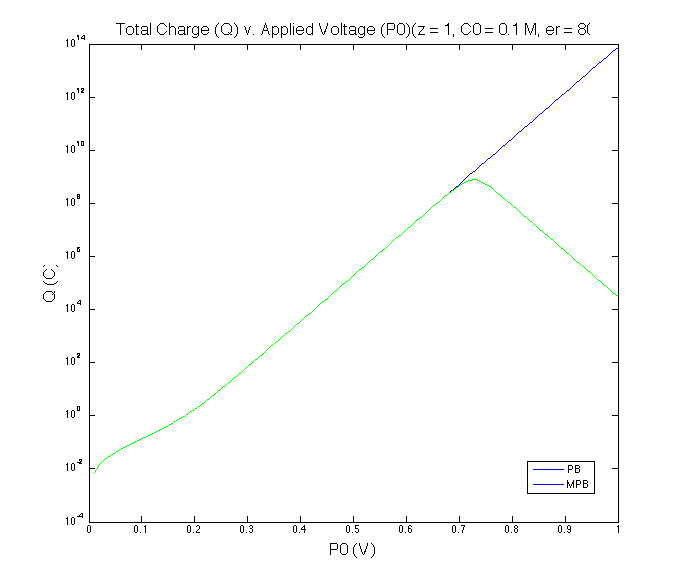 Total Charge (Q) v. Applied Voltage (P0)(z = 1, C0 = 0.1 M, er = 80
10^14
10^12
10^10
10^8
10^6
10^4
10^2
10^0
10^-2
10^-4
Q (C)
0 0.1 0.2 0.3 0.4 0.5 0.6 0.7 0.8 0.9 1
P0 (V)
PB
MPB